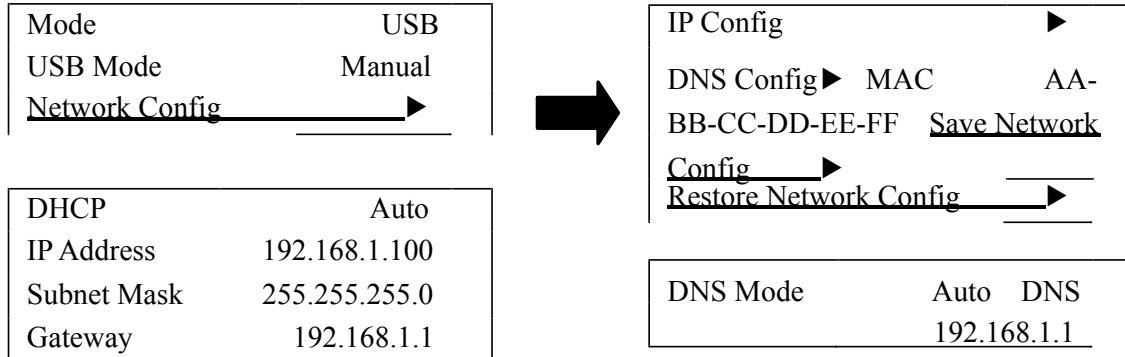 Mode USB
USB Mode Manual
Network Config ▶
IP Config ▶
DNS Config▶ MAC AA-
BB-CC-DD-EE-FF Save Network
Config ▶
Restore Network Config ▶
DHCP Auto
IP Address 192.168.1.100
Subnet Mask 255.255.255.0
Gateway 192.168.1.1
DNS Mode Auto DNS
192.168.1.1